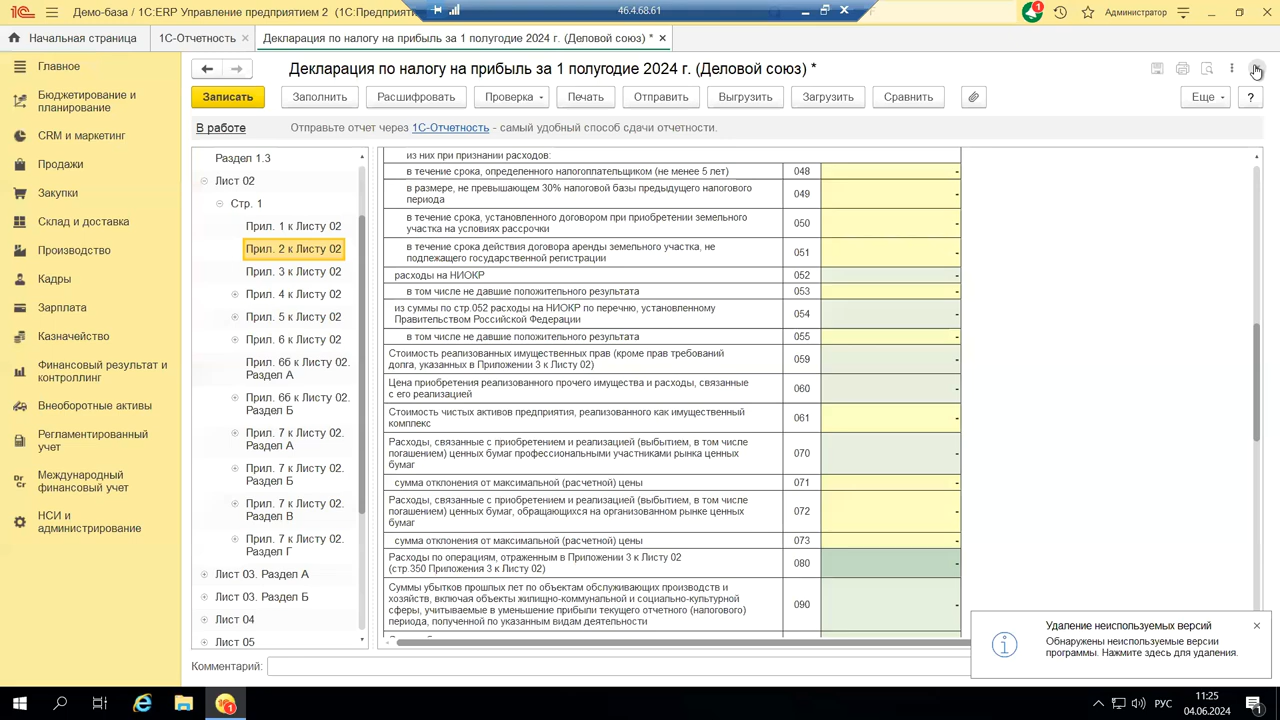 Демо-база / 1С:ERP Управление предприятием 2 (1С:Предприятие
46.4.68.61
1
Администратор
Начальная страница
1С-Отчетность
Декларация по налогу на прибыль за 1 полугодие 2024 г. (Деловой союз) *
Главное
Бюджетирование и
планирование
CRM и маркетинг
Продажи
Закупки
Склад и доставка
Производство
Кадры
Зарплата
Казначейство
Финансовый результат и
контроллинг
Внеоборотные активы
Регламентированный
учет
Международный
финансовый учет
НСИ и
администрирование
Декларация по налогу на прибыль за 1 полугодие 2024 г. (Деловой союз) *
Записать
Заполнить
Расшифровать
Проверка
Печать
Отправить
Выгрузить
Загрузить
Сравнить
Еще
?
В работе
Отправьте отчет через 1С-Отчетность - самый удобный способ сдачи отчетности.
Раздел 1.3
Лист 02
Стр. 1
Прил. 1 к Листу 02
Прил. 2 к Листу 02
Прил. 3 к Листу 02
Прил. 4 к Листу 02
Прил. 5 к Листу 02
Прил. 6 к Листу 02
Прил. 6б к Листу 02.
Раздел А
Прил. 6б к Листу 02.
Раздел Б
Прил. 7 к Листу 02.
Раздел А
Прил. 7 к Листу 02.
Раздел Б
Прил. 7 к Листу 02.
Раздел В
Прил. 7 к Листу 02.
Раздел Г
Лист 03. Раздел А
Лист 03. Раздел Б
Лист 04
Лист 05
из них при признании расходов:
в течение срока, определенного налогоплательщиком (не менее 5 лет) 048 -
в размере, не превышающем 30% налоговой базы предыдущего налогового
периода 049 -
в течение срока, установленного договором при приобретении земельного
участка на условиях рассрочки 050 -
в течение срока действия договора аренды земельного участка, не
подлежащего государственной регистрации 051 -
расходы на НИОКР 052 -
в том числе не давшие положительного результата 053 -
из суммы по стр.052 расходы на НИОКР по перечню, установленному
Правительством Российской Федерации 054 -
в том числе не давшие положительного результата 055 -
Стоимость реализованных имущественных прав (кроме прав требований
долга, указанных в Приложении 3 к Листу 02) 059 -
Цена приобретения реализованного прочего имущества и расходы, связанные
с его реализацией 060 -
Стоимость чистых активов предприятия, реализованного как имущественный
комплекс 061 -
Расходы, связанные с приобретением и реализацией (выбытием, в том числе
погашением) ценных бумаг профессиональными участниками рынка ценных
бумаг 070 -
сумма отклонения от максимальной (расчетной) цены 071 -
Расходы, связанные с приобретением и реализацией (выбытием, в том числе
погашением) ценных бумаг, обращающихся на организованном рынке ценных
бумаг 072 -
сумма отклонения от максимальной (расчетной) цены 073 -
Расходы по операциям, отраженным в Приложении 3 к Листу 02
(стр.350 Приложения 3 к Листу 02) 080 -
Суммы убытков прошлых лет по объектам обслуживающих производств и
хозяйств, включая объекты жилищно-коммунальной и социально-культурной
сферы, учитываемые в уменьшение прибыли текущего отчетного (налогового)
периода, полученной по указанным видам деятельности 090 -
Комментарий:
Удаление неиспользуемых версий
Обнаружены неиспользуемые версии
программы. Нажмите здесь для удаления.
РУС
11:25
04.06.2024
1